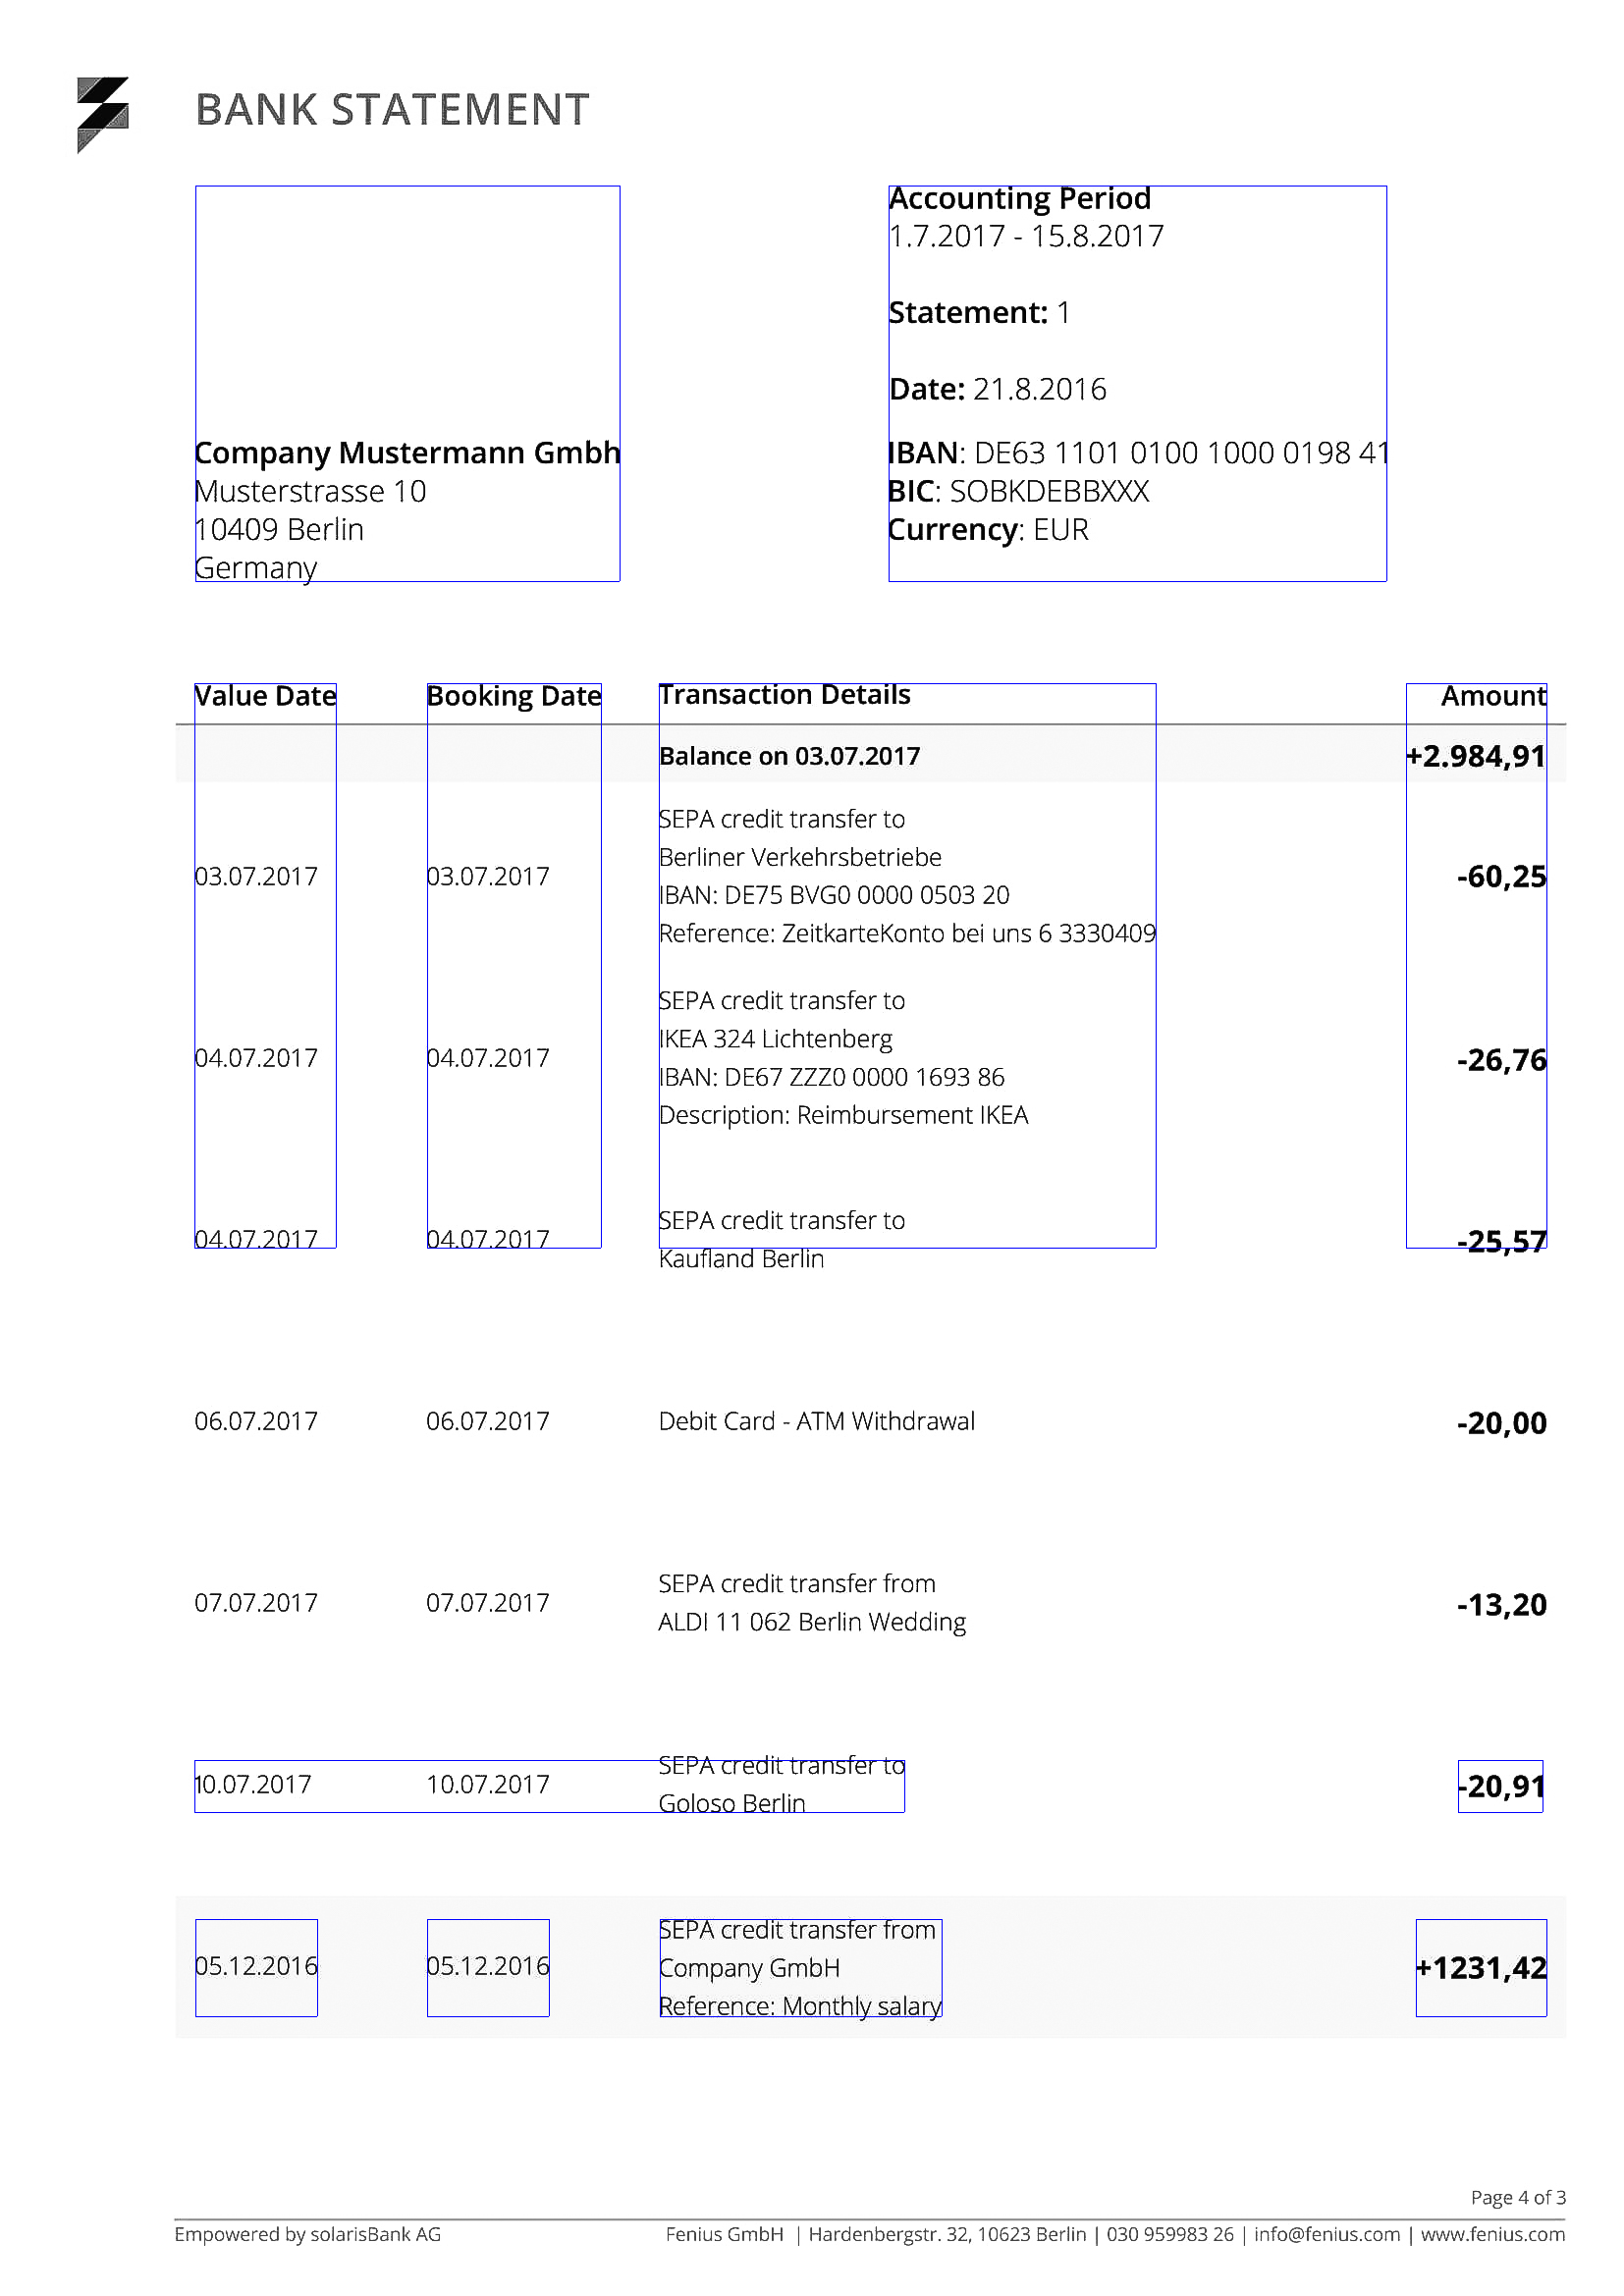 BANK STATEMENT
Accounting Period
1.7.2017 - 15.8.2017
Statement: 1
Date: 21.8.2016
Company Mustermann Gmbh
Musterstrasse 10
10409 Berlin
Germany
IBAN: DE63 1101 0100 1000 0198 41
BIC: SOBKDEBBXXX
Currency: EUR
Value Date Booking Date Transaction Details Amount
Balance on 03.07.2017 +2.984,91
SEPA credit transfer to
Berliner Verkehrsbetriebe
03.07.2017 03.07.2017 -60,25
IBAN: DE75 BVG0 0000 0503 20
Reference: ZeitkarteKonto bei uns 6 3330409
SEPA credit transfer to
IKEA 324 Lichtenberg
04.07.2017 04.07.2017 -26,76
IBAN: DE67 ZZZ0 0000 1693 86
Description: Reimbursement IKEA
SEPA credit transfer to
04.07.2017 04.07.2017 -25,57
Kaufland Berlin
06.07.2017 06.07.2017 Debit Card - ATM Withdrawal -20,00
SEPA credit transfer from
07.07.2017 07.07.2017 -13,20
ALDI 11 062 Berlin Wedding
SEPA credit transfer to
10.07.2017 10.07.2017 -20,91
Goloso Berlin
SEPA credit transfer from
05.12.2016 05.12.2016 Company GmbH +1231,42
Reference: Monthly salary
Page 4 of 3
Empowered by solarisBank AG Fenius GmbH | Hardenbergstr. 32, 10623 Berlin | 030 959983 26 | info@fenius.com | www.fenius.com